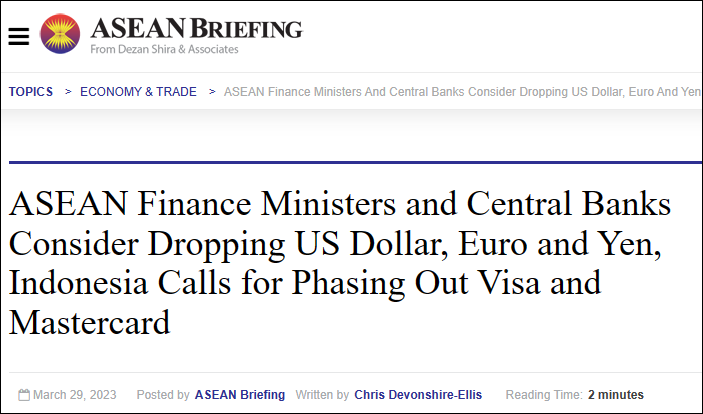 ASEAN BRIEFING
From Dezan Shira & Associates
TOPICS > ECONOMY & TRADE > ASEAN Finance Ministers And Central Banks Consider Dropping US Dollar, Euro And Yen
ASEAN Finance Ministers and Central Banks
Consider Dropping US Dollar, Euro and Yen,
Indonesia Calls for Phasing Out Visa and
Mastercard
March 29, 2023 Posted by ASEAN Briefing Written by Chris Devonshire-Ellis Reading Time: 2 minutes